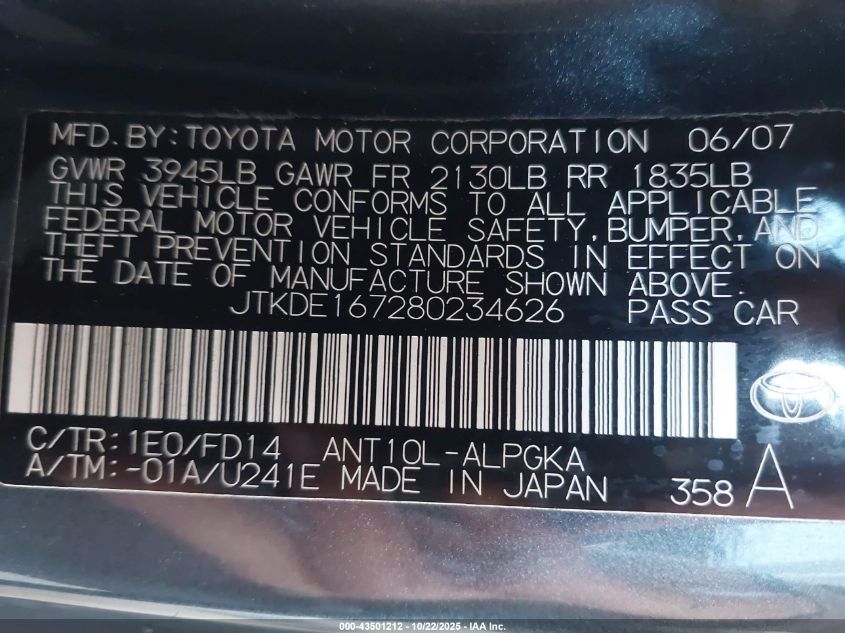 MFD.BY:TOYOTA MOTOR CORPORATION 06/07
GVWR 3945LB GAWR FR 2130LB RR 1835LB
THIS VEHICLE CONFORMS TO ALL APPLICABLE
FEDERAL MOTOR VEHICLE SAFETY,BUMPER,AND
THEFT PREVENTION STANDARDS IN EFFECT ON
THE DATE OF MANUFACTURE SHOWN ABOVE.
JTKDE167280234626 PASS CAR
C/TR:1E0/FD14 ANT10L-ALPGKA
A/TM:-01A/U241E MADE IN JAPAN 358 A
000-43501212 - 10/22/2025 - IAA Inc.